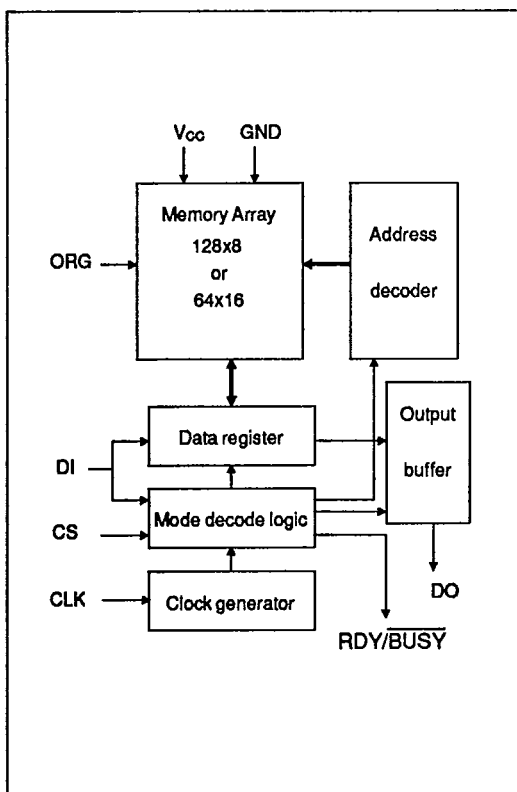 Vcc GND
Memory Array
128x8
or
64x16
ORG
Address
decoder
Data register
Output
buffer
DI
Mode decode logic
CS
DO
CLK
Clock generator
RDY/BUSY